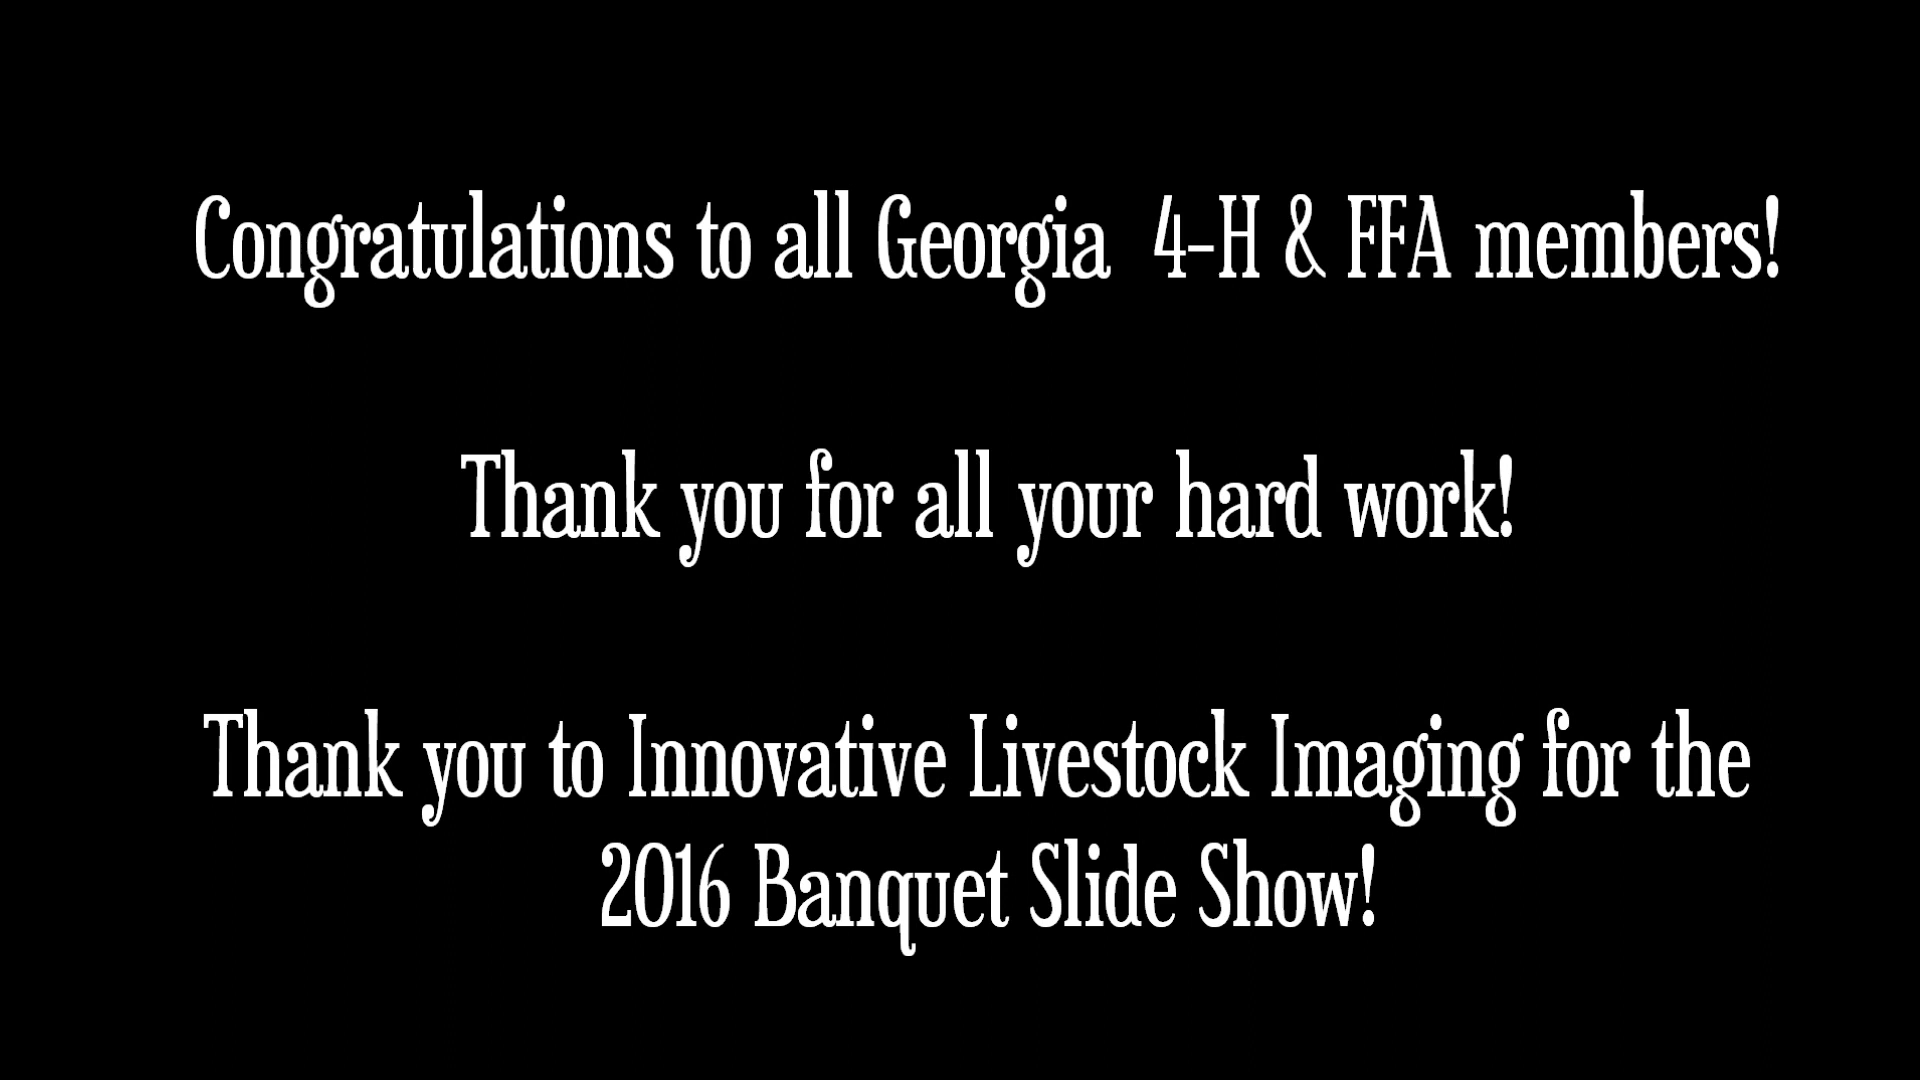 Congratulations to all Georgia 4-H & FFA members!
Thank you for all your hard work!
Thank you to Innovative Livestock Imaging for the
2016 Banquet Slide Show!